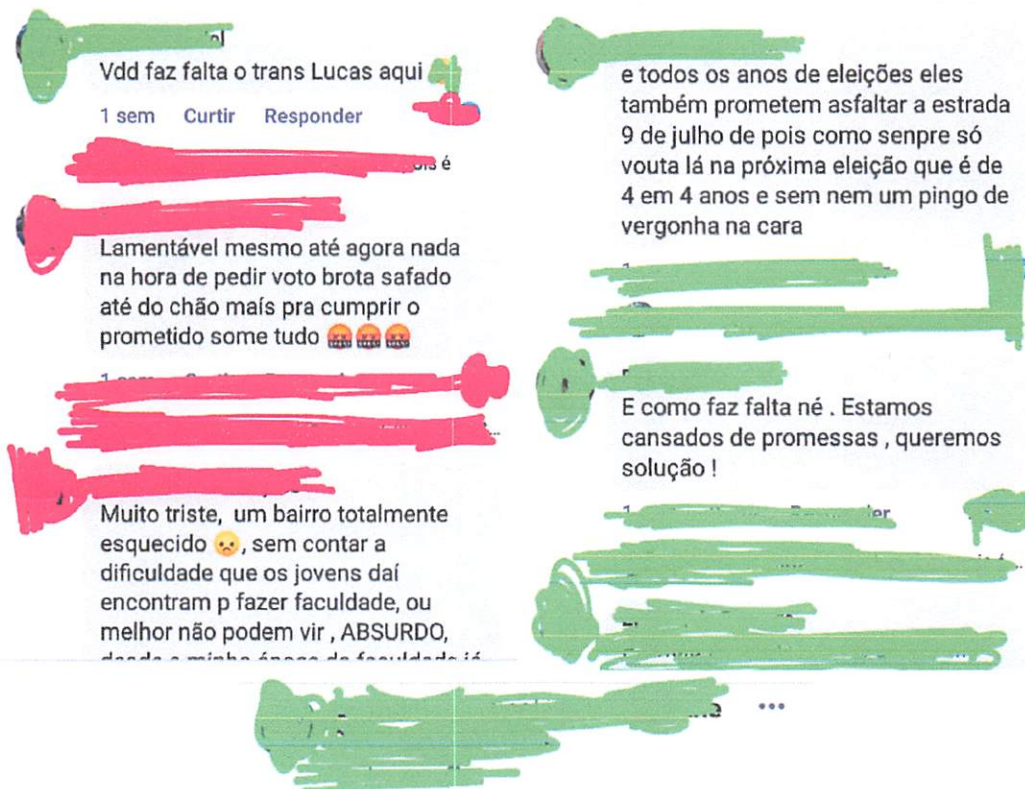 Vdd faz falta o trans Lucas aqui
1 sem Curtir Responder
é
Lamentável mesmo até agora nada
na hora de pedir voto brota safado
até do chão maís pra cumprir o
prometido some tudo 🤬🤬🤬
Muito triste, um bairro totalmente
esquecido 😠, sem contar a
dificuldade que os jovens daí
encontram p fazer faculdade, ou
melhor não podem vir , ABSURDO,
e todos os anos de eleições eles
também prometem asfaltar a estrada
9 de julho de pois como senpre só
vouta lá na próxima eleição que é de
4 em 4 anos e sem nem um pingo de
vergonha na cara
E como faz falta né . Estamos
cansados de promessas , queremos
solução !